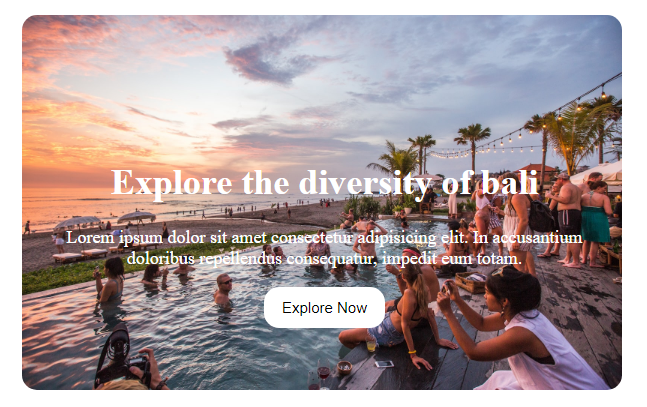 Explore the diversity of bali
Lorem ipsum dolor sit amet consectetur adipisicing elit. In accusantium
doloribus repellendus consequatur, impedit eum totam.
Explore Now